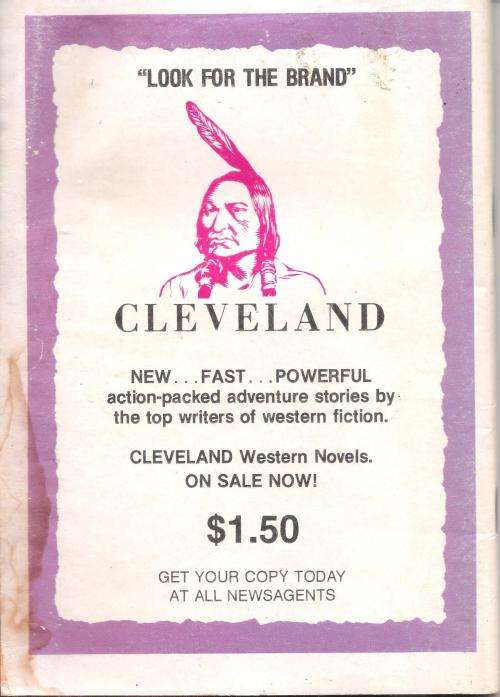 "LOOK FOR THE BRAND"
CLEVELAND
NEW...FAST...POWERFUL
action-packed adventure stories by
the top writers of western fiction.
CLEVELAND Western Novels.
ON SALE NOW!
$1.50
GET YOUR COPY TODAY
AT ALL NEWSAGENTS